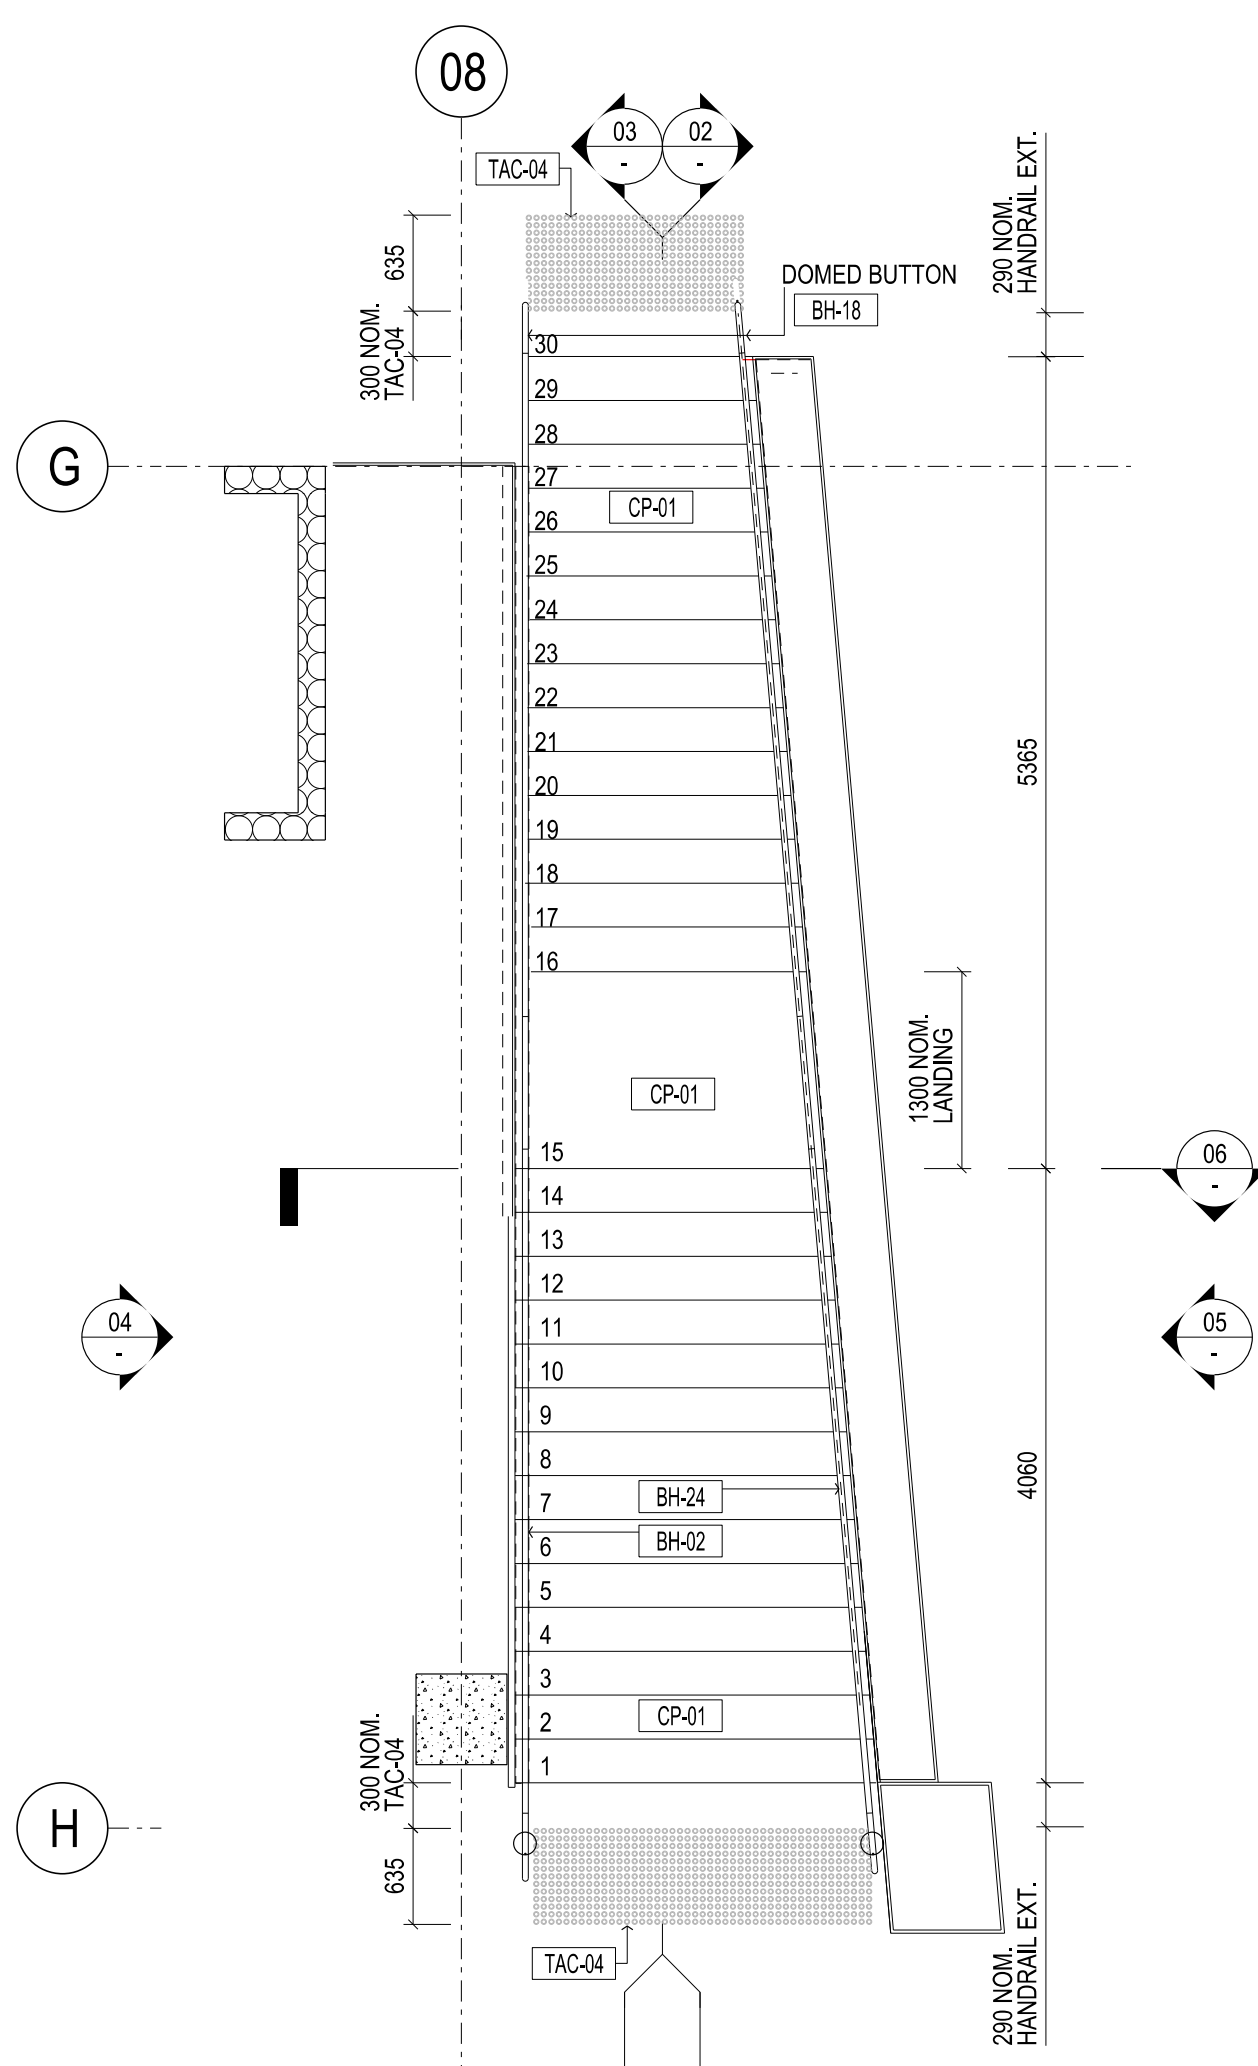 08
03
-
02
-
TAC-04
635
300 NOM.
TAC-04
290 NOM.
HANDRAIL EXT.
DOMED BUTTON
BH-18
30
29
28
G
27
CP-01
26
25
24
23
22
21
5365
20
19
18
17
16
1300 NOM.
LANDING
CP-01
15
06
-
14
13
12
04
-
05
-
11
10
9
8
4060
BH-24
7
BH-02
6
5
4
3
CP-01
2
300 NOM.
TAC-04
1
H
635
TAC-04
290 NOM.
HANDRAIL EXT.